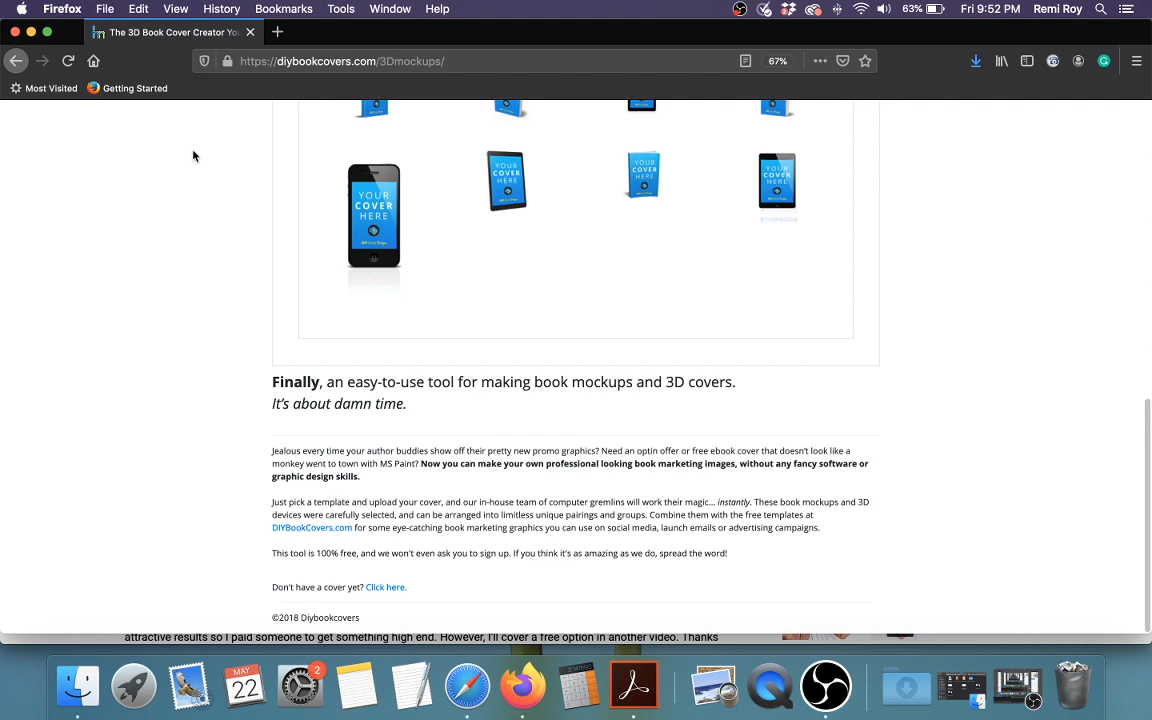 Firefox File Edit View History Bookmarks Tools Window Help 63% Fri 9:52 PM Remi Roy
The 3D Book Cover Creator You
https://diybookcovers.com/3Dmockups/ 67%
Most Visited Getting Started
YOUR COVER HERE
YOUR COVER HERE
YOUR COVER HERE
YOUR COVER HERE
Finally, an easy-to-use tool for making book mockups and 3D covers.
It's about damn time.
Jealous every time your author buddies show off their pretty new promo graphics? Need an optin offer or free ebook cover that doesn't look like a
monkey went to town with MS Paint? Now you can make your own professional looking book marketing images, without any fancy software or
graphic design skills.
Just pick a template and upload your cover, and our in-house team of computer gremlins will work their magic... instantly. These book mockups and 3D
devices were carefully selected, and can be arranged into limitless unique pairings and groups. Combine them with the free templates at
DIYBookCovers.com for some eye-catching book marketing graphics you can use on social media, launch emails or advertising campaigns.
This tool is 100% free, and we won't even ask you to sign up. If you think it's as amazing as we do, spread the word!
Don't have a cover yet? Click here.
©2018 Diybookcovers
attractive results so I paid someone to get something high end. However, I'll cover a free option in another video. Thanks
MAY
22
2